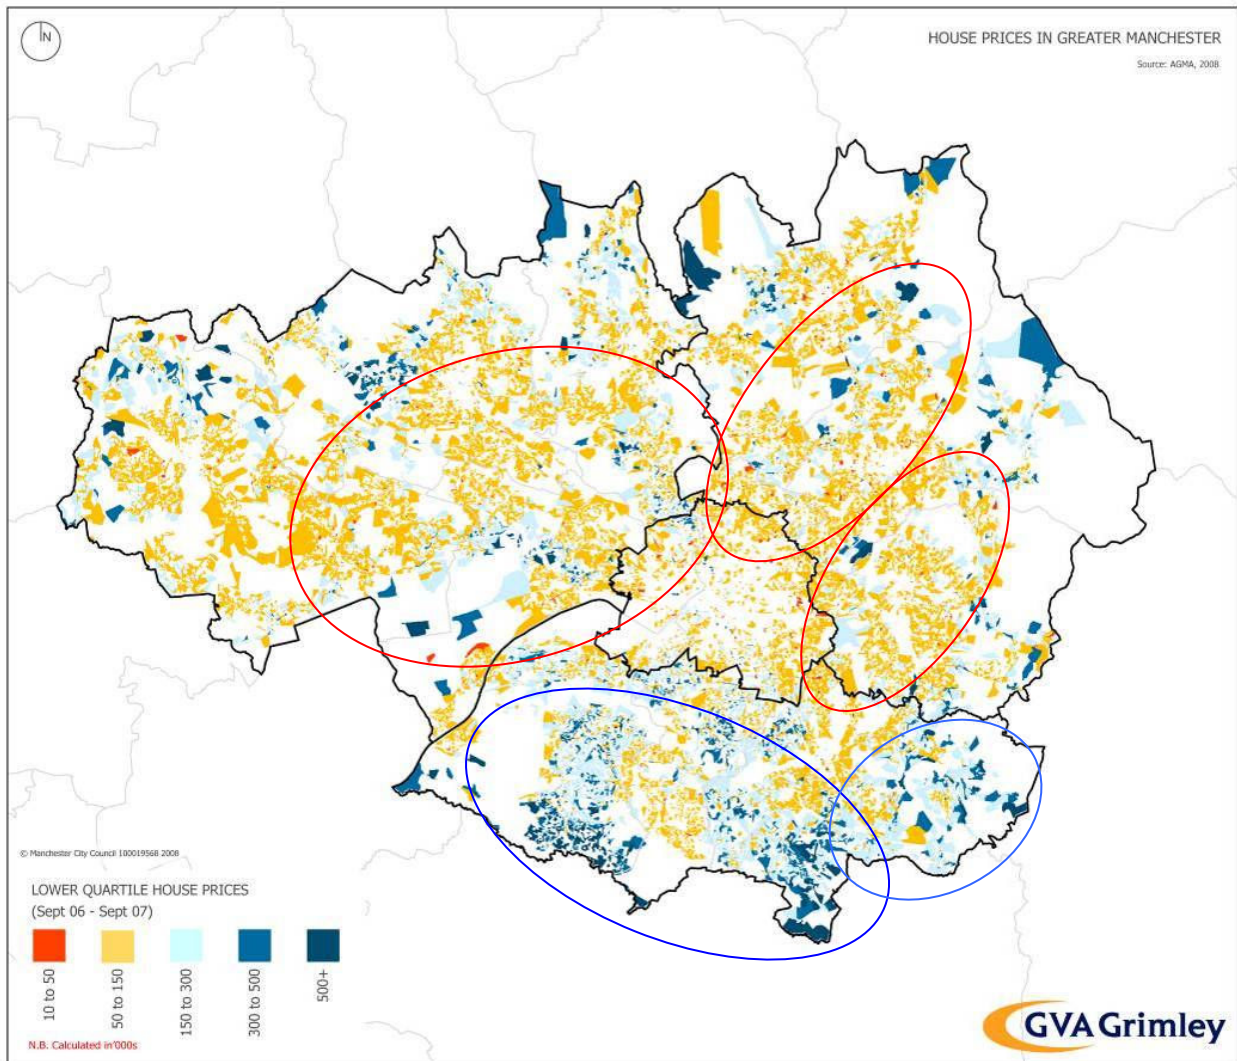 N
HOUSE PRICES IN GREATER MANCHESTER
Source: AGMA, 2008
© Manchester City Council 100019568 2008
LOWER QUARTILE HOUSE PRICES
(Sept 06 - Sept 07)
10 to 50
50 to 150
150 to 300
300 to 500
500+
N.B. Calculated in'000s
GVA Grimley